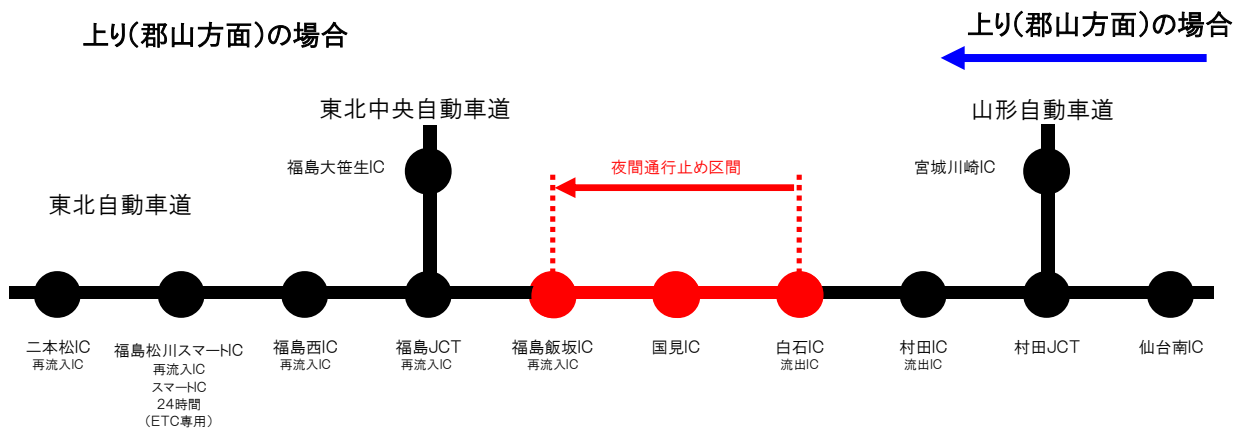 上り(郡山方面)の場合
上り(郡山方面)の場合
東北中央自動車道
山形自動車道
福島大笹生IC
夜間通行止め区間
宮城川崎IC
東北自動車道
二本松IC
再流入IC
福島松川スマートIC
再流入IC
スマートIC
24時間
(ETC専用)
福島西IC
再流入IC
福島JCT
再流入IC
福島飯坂IC
再流入IC
国見IC
白石IC
流出IC
村田IC
流出IC
村田JCT
仙台南IC